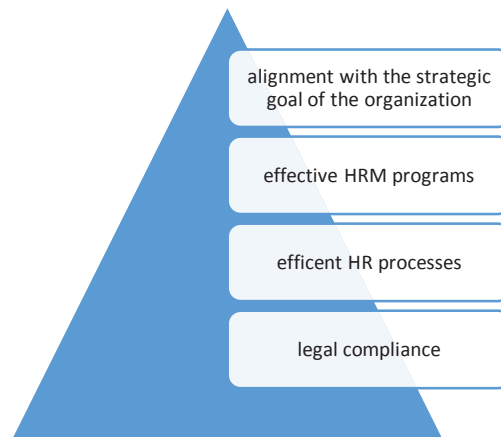 alignment with the strategic
goal of the organization
effective HRM programs
efficent HR processes
legal compliance